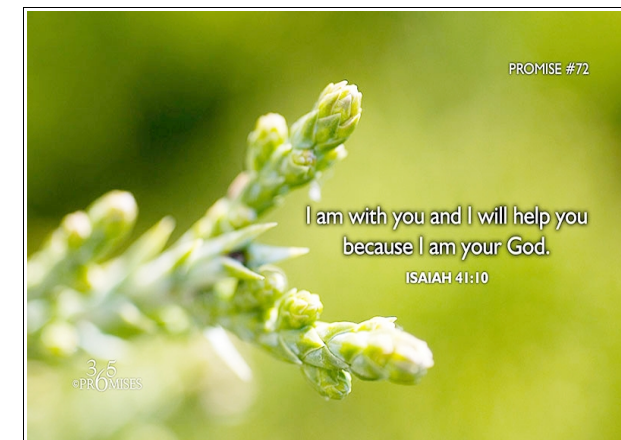 PROMISE #72
I am with you and I will help you
because I am your God.
ISAIAH 41:10
365
©PROMISES